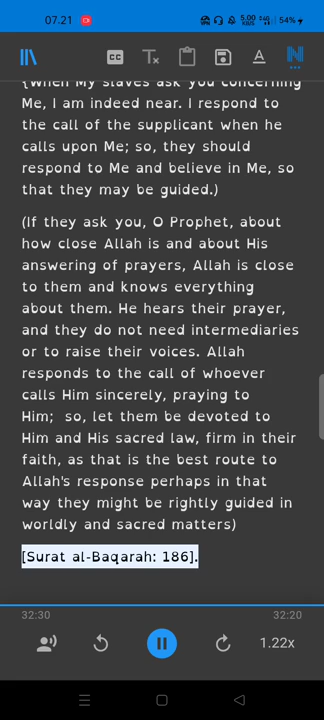 07.21
5.00 KB/S
4G
54%
CC
{When My slaves ask you concerning
Me, I am indeed near. I respond to
the call of the supplicant when he
calls upon Me; so, they should
respond to Me and believe in Me, so
that they may be guided.)
(If they ask you, O Prophet, about
how close Allah is and about His
answering of prayers, Allah is close
to them and knows everything
about them. He hears their prayer,
and they do not need intermediaries
or to raise their voices. Allah
responds to the call of whoever
calls Him sincerely, praying to
Him;  so, let them be devoted to
Him and His sacred law, firm in their
faith, as that is the best route to
Allah's response perhaps in that
way they might be rightly guided in
worldly and sacred matters)
[Surat al-Baqarah: 186].
32:30
32:20
1.22x